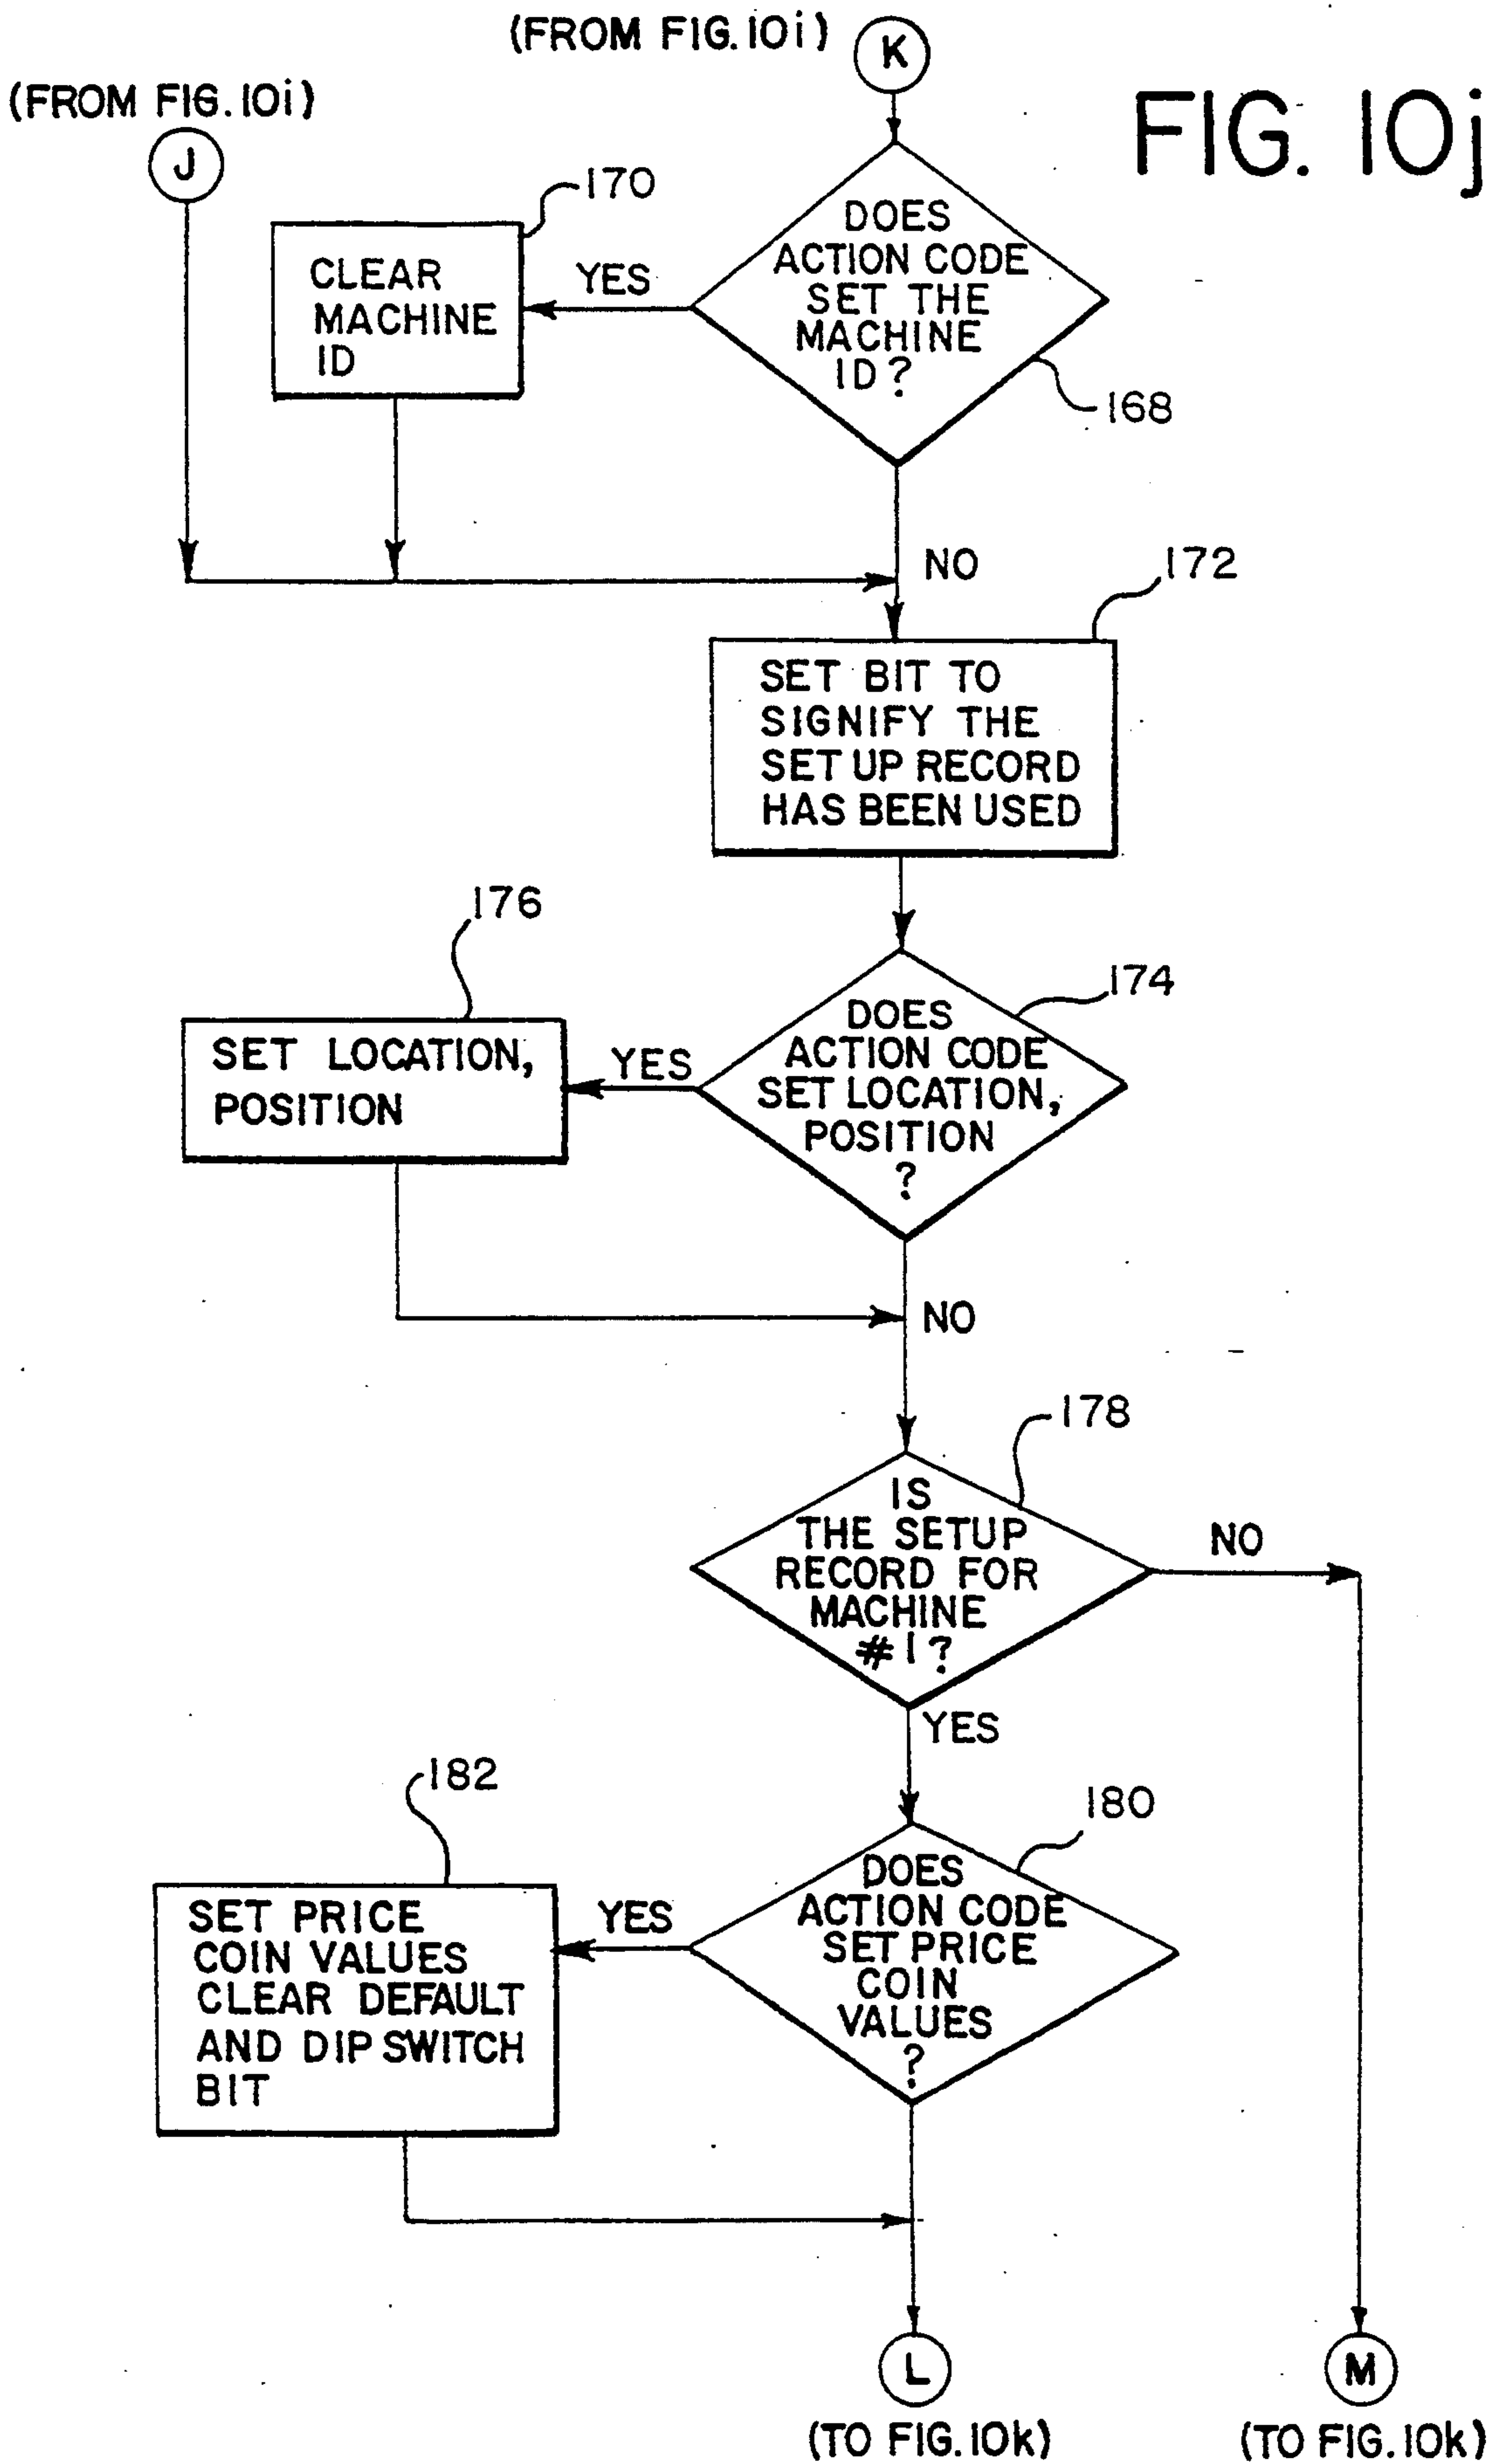 (FROM FIG. 10i)
K
(FROM FIG. 10i)
J
FIG. 10j
170
CLEAR
MACHINE
ID
YES
DOES
ACTION CODE
SET THE
MACHINE
ID?
168
NO
172
SET BIT TO
SIGNIFY THE
SET UP RECORD
HAS BEEN USED
176
SET LOCATION,
POSITION
YES
174
DOES
ACTION CODE
SET LOCATION,
POSITION
?
NO
178
IS
THE SETUP
RECORD FOR
MACHINE
#1?
NO
YES
182
SET PRICE
COIN VALUES
CLEAR DEFAULT
AND DIP SWITCH
BIT
YES
180
DOES
ACTION CODE
SET PRICE
COIN
VALUES
?
L
(TO FIG. 10k)
M
(TO FIG. 10k)